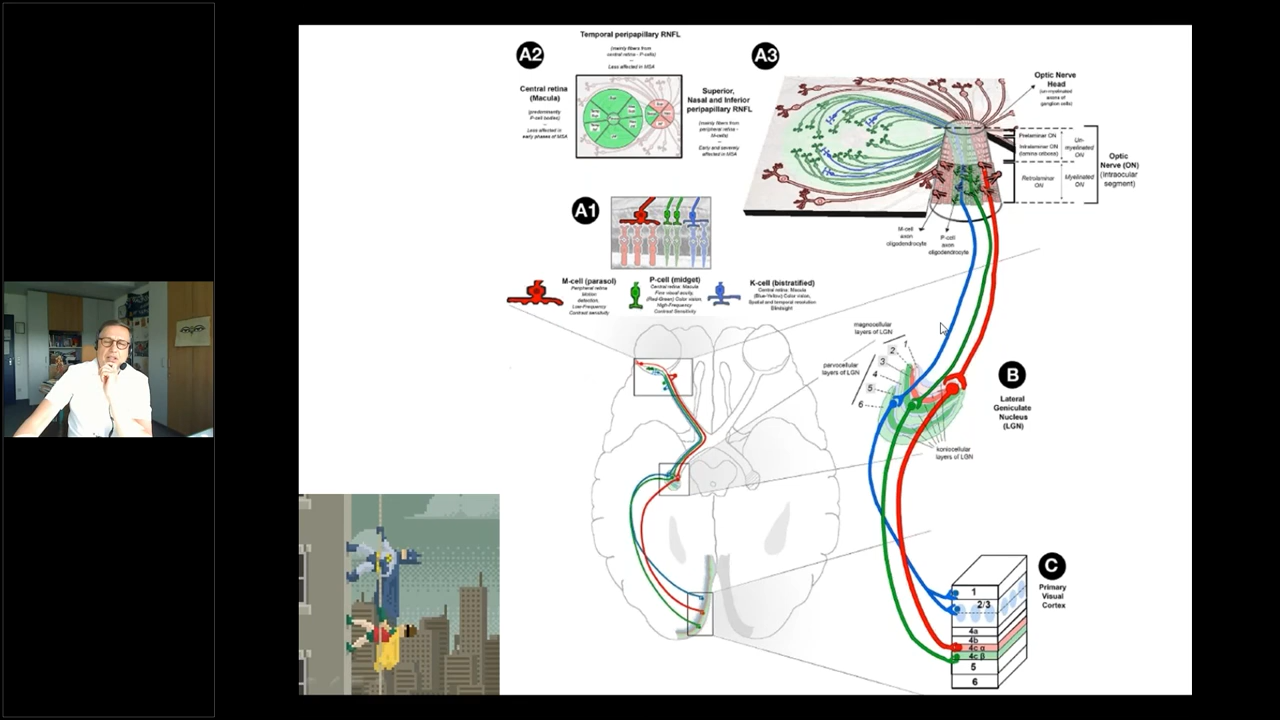 A2
Temporal peripapillary RNFL
(mainly fibers from
central retina - P-cells)
Less affected in MSA
Central retina
(Macula)
(predominently
P-cell bodies)
Less affected in
early phases of MSA
Superior,
Nasal and Inferior
peripapillary RNFL
(mainly fibers from
peripheral retina -
M-cells)
Early and severely
affected in MSA
A3
Optic Nerve
Head
(un-myelinated
axons of
ganglion cells)
Prelaminar ON
Intralaminar ON
(lamina cribosa)
Un-
myelinated
ON
Retrolaminar
ON
Myelinated
ON
Optic
Nerve (ON)
(intraocular
segment)
M-cell
axon
oligodendrocyte
P-cell
axon
oligodendrocyte
A1
M-cell (parasol)
Peripheral retina
Motion
detection,
Low-Frequency
Contrast sensitivity
P-cell (midget)
Central retina: Macula
Fine visual acuity,
(Red-Green) Color vision,
High-Frequency
Contrast Sensitivity
K-cell (bistratified)
Central retina: Macula
(Blue-Yellow) Color vision,
Spatial and temporal resolution
Blindsight
magnocellular
layers of LGN
parvocellular
layers of LGN
1
2
3
4
5
6
koniocellular
layers of LGN
B
Lateral
Geniculate
Nucleus
(LGN)
C
Primary
Visual
Cortex
1
2/3
4a
4b
4c α
4c β
5
6